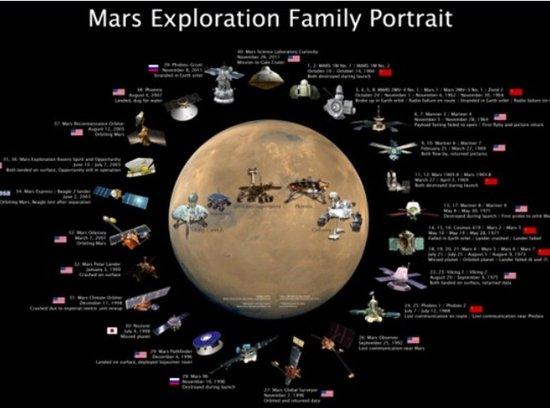 Mars Exploration Family Portrait
40: Mars Science Laboratory Curiosity
November 26, 2011
Mission to Gale Crater
39: Phobos-Grunt
November 8, 2011
Stranded in Earth orbit
1, 2: MARS 1M No. 1 / MARS 1M No. 2
October 10 / October 14, 1960
Both destroyed during launch
38: Phoenix
August 4, 2007
Landed, dug for water
3, 4, 5, 8: MARS 2MV-4 No. 1 / Mars 1 / Mars 2MV-3 No. 1 / Zond 2
October 24 / November 1 / November 4, 1962 / November 30, 1964
Broke up in Earth orbit / Radio failure en route / Stranded in Earth orbit / Radio failure en
6, 7: Mariner 3 / Mariner 4
November 5 / November 28, 1964
Payload fairing failed to open / First flyby and picture return
37: Mars Reconnaissance Orbiter
August 12, 2005
Orbiting Mars
9, 10: Mariner 6 / Mariner 7
February 25 / March 27, 1969
Both flew by, returned pictures
35, 36: Mars Exploration Rovers Spirit and Opportunity
June 10 / July 7, 2003
Both landed on surface, Opportunity still in operation
11, 12: Mars 1969A / Mars 1969B
March 27 / April 2, 1969
Both destroyed during launch
34: Mars Express / Beagle 2 lander
June 2, 2003
Orbiting Mars, Beagle lost after separation
13, 17: Mariner 8 / Mariner 9
May 8 / May 30, 1971
Destroyed during launch / First probe to orbit
33: Mars Odyssey
March 7, 2001
Orbiting Mars
14, 15, 16: Cosmos 419 / Mars 2 / Mars 3
May 10 / May 19 / May 28, 1971
Failed in Earth orbit / Lander crashed / Lander failed
18, 19, 20, 21: Mars 4 / Mars 5 / Mars 6 / Mars 7
July 21 / July 25 / August 5 / August 9, 1973
Missed planet / Orbited planet / Lander failed
32: Mars Polar Lander
January 3, 1999
Crashed on surface
22, 23: Viking 1 / Viking 2
August 20 / September 9, 1975
Both landed on surface, returned data
31: Mars Climate Orbiter
December 11, 1998
Crashed due to imperial/metric unit mixup
24, 25: Phobos 1 / Phobos 2
July 7 / July 12, 1988
Lost communication en route / Lost communication near Phobos
30: Nozomi
July 4, 1998
Missed planet
26: Mars Observer
September 25, 1992
Lost communication near Mars
29: Mars Pathfinder
December 4, 1996
Landed on surface, deployed Sojourner rover
28: Mars 96
November 16, 1996
Destroyed during launch
27: Mars Global Surveyor
November 7, 1996
Orbited and returned data